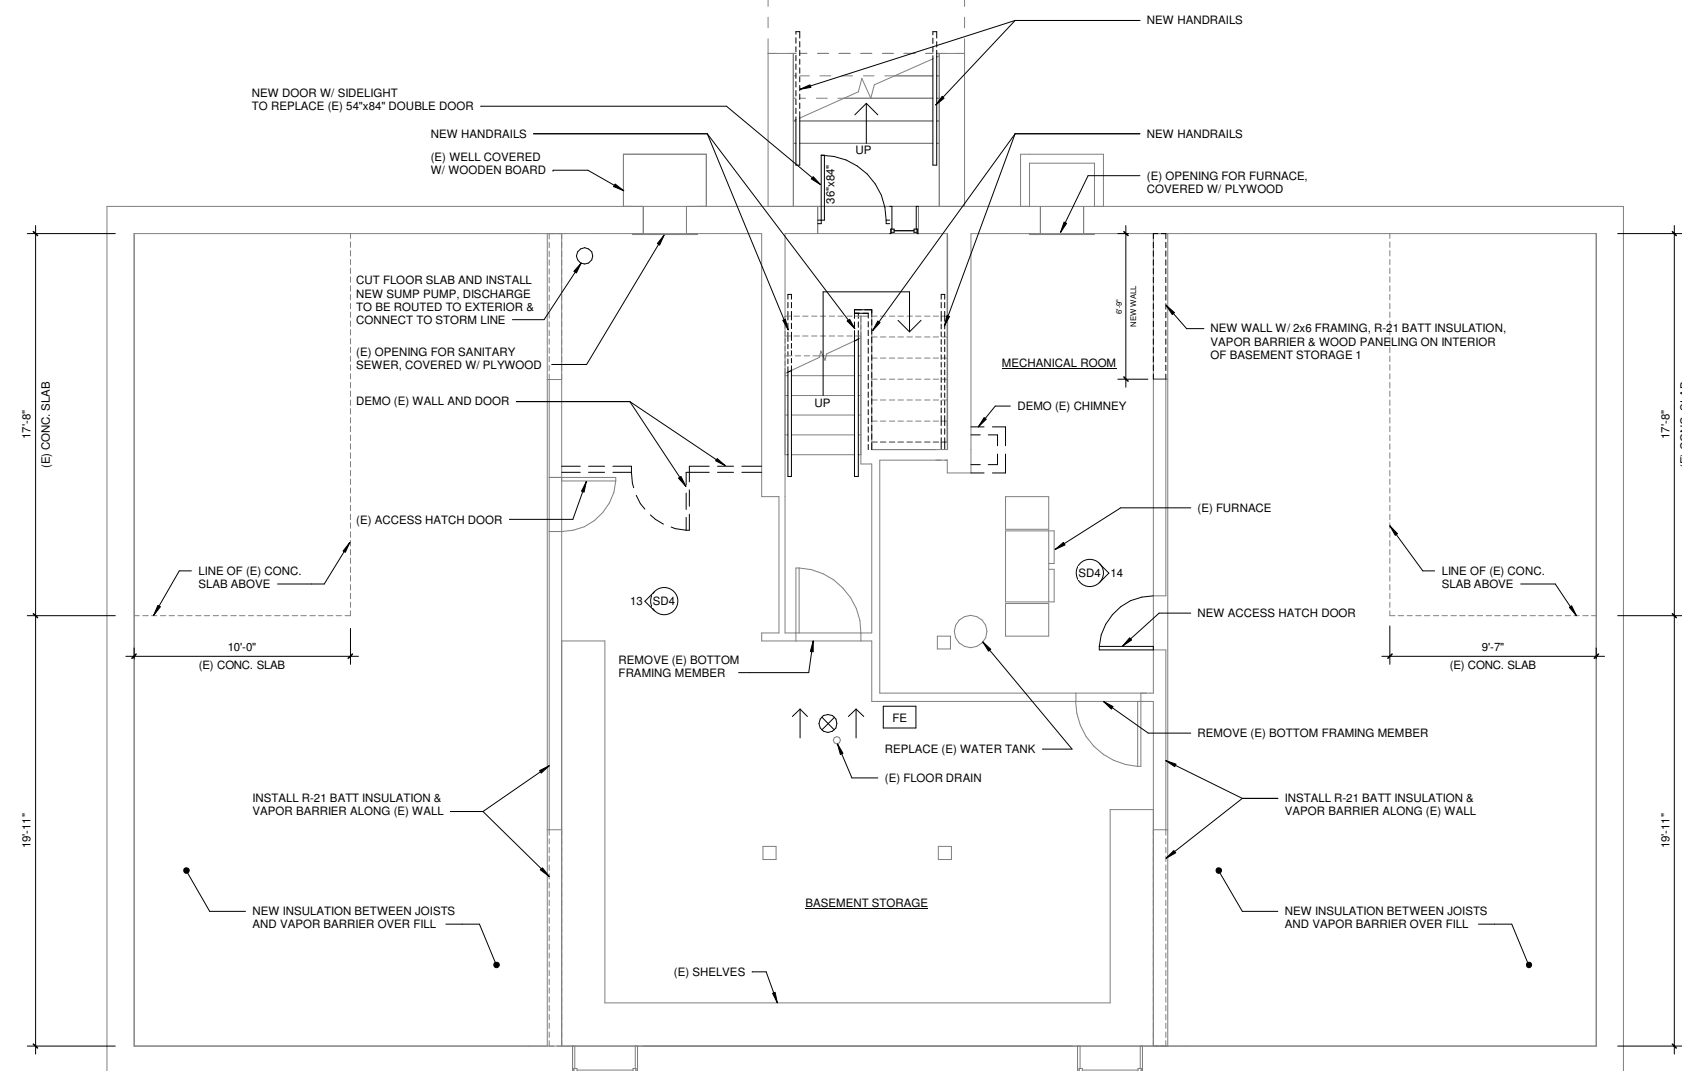 NEW HANDRAILS
NEW DOOR W/ SIDELIGHT
TO REPLACE (E) 54"x84" DOUBLE DOOR
NEW HANDRAILS
NEW HANDRAILS
UP
(E) WELL COVERED
W/ WOODEN BOARD
36"x84"
(E) OPENING FOR FURNACE,
COVERED W/ PLYWOOD
CUT FLOOR SLAB AND INSTALL
NEW SUMP PUMP, DISCHARGE
TO BE ROUTED TO EXTERIOR &
CONNECT TO STORM LINE
6'-9"
NEW WALL
NEW WALL W/ 2x6 FRAMING, R-21 BATT INSULATION,
VAPOR BARRIER & WOOD PANELING ON INTERIOR
OF BASEMENT STORAGE 1
(E) OPENING FOR SANITARY
SEWER, COVERED W/ PLYWOOD
MECHANICAL ROOM
DEMO (E) WALL AND DOOR
UP
DEMO (E) CHIMNEY
17'-8"
(E) CONC. SLAB
17'-8"
(E) ACCESS HATCH DOOR
(E) FURNACE
LINE OF (E) CONC.
SLAB ABOVE
SD4
14
LINE OF (E) CONC.
SLAB ABOVE
13
SD4
NEW ACCESS HATCH DOOR
10'-0"
(E) CONC. SLAB
REMOVE (E) BOTTOM
FRAMING MEMBER
9'-7"
(E) CONC. SLAB
FE
REPLACE (E) WATER TANK
REMOVE (E) BOTTOM FRAMING MEMBER
(E) FLOOR DRAIN
19'-11"
INSTALL R-21 BATT INSULATION &
VAPOR BARRIER ALONG (E) WALL
INSTALL R-21 BATT INSULATION &
VAPOR BARRIER ALONG (E) WALL
19'-11"
BASEMENT STORAGE
NEW INSULATION BETWEEN JOISTS
AND VAPOR BARRIER OVER FILL
NEW INSULATION BETWEEN JOISTS
AND VAPOR BARRIER OVER FILL
(E) SHELVES